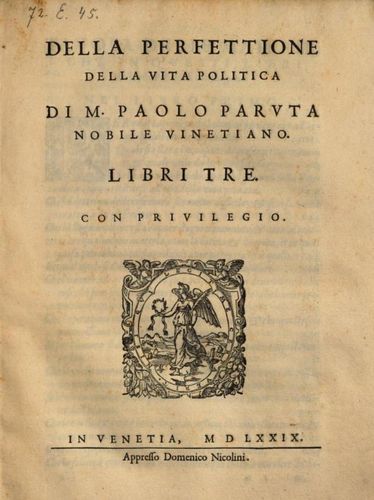 72. E. 45.
DELLA PERFETTIONE
DELLA VITA POLITICA
DI M. PAOLO PARVTA
NOBILE VINETIANO.
LIBRI TRE.
CON PRIVILEGIO.
IN VENETIA, M D LXXIX.
Appresso Domenico Nicolini.